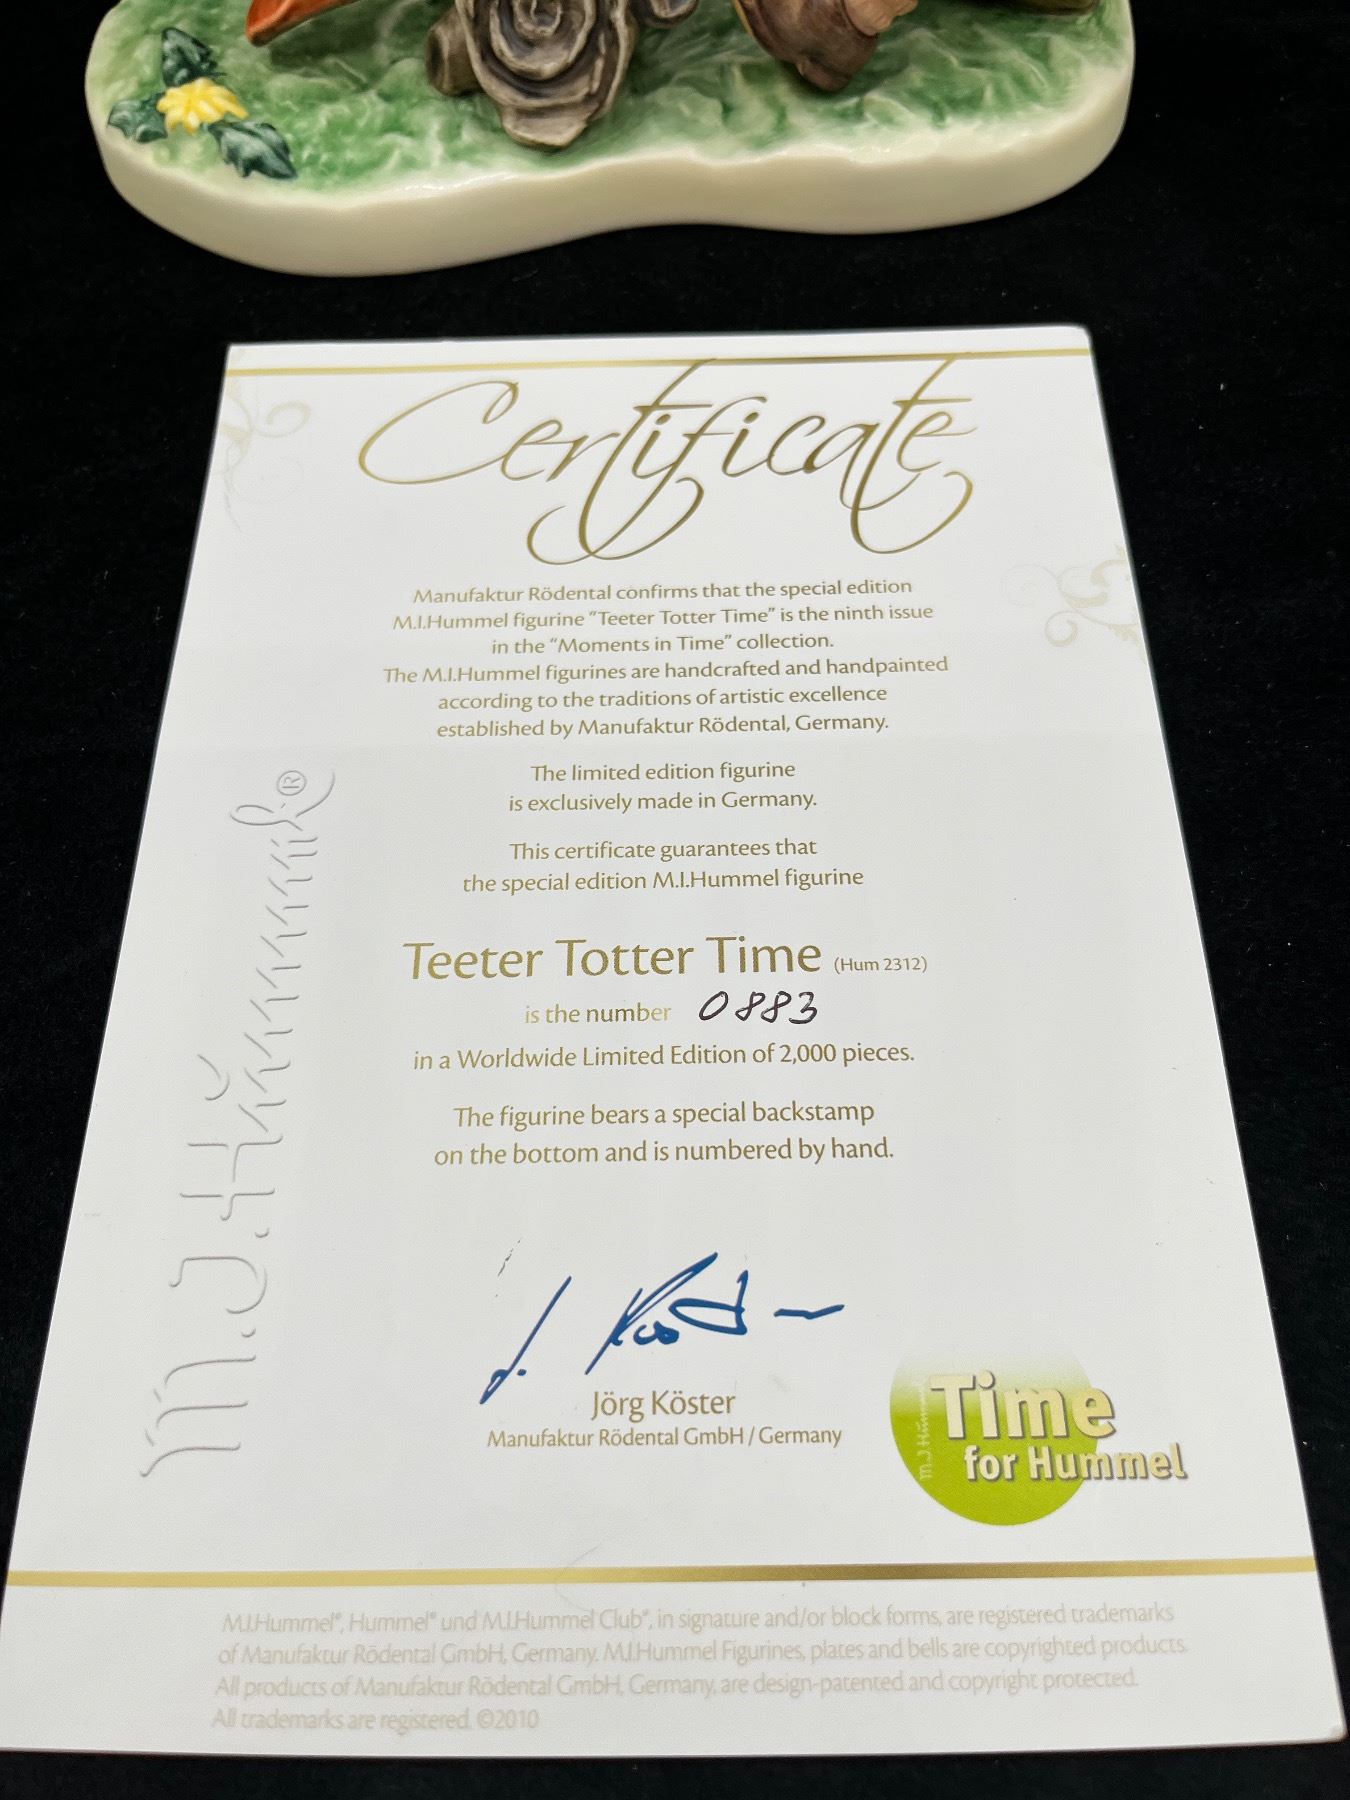 Certificate
Manufaktur Rödental confirms that the special edition
M.I.Hummel figurine "Teeter Totter Time" is the ninth issue
in the "Moments in Time" collection.
The M.I.Hummel figurines are handcrafted and handpainted
according to the traditions of artistic excellence
established by Manufaktur Rödental, Germany.
The limited edition figurine
is exclusively made in Germany.
This certificate guarantees that
the special edition M.I.Hummel figurine
Teeter Totter Time (Hum 2312)
is the number 0883
in a Worldwide Limited Edition of 2,000 pieces.
The figurine bears a special backstamp
on the bottom and is numbered by hand.
M.J.Hümmel®
J. Köster
Jörg Köster
Manufaktur Rödental GmbH / Germany
M.J.Hümmel
Time
for Hummel
M.I.Hummel®, Hummel® und M.I.Hummel Club®, in signature and/or block forms, are registered trademarks
of Manufaktur Rödental GmbH, Germany. M.I.Hummel Figurines, plates and bells are copyrighted products.
All products of Manufaktur Rödental GmbH, Germany, are design-patented and copyright protected.
All trademarks are registered. ©2010